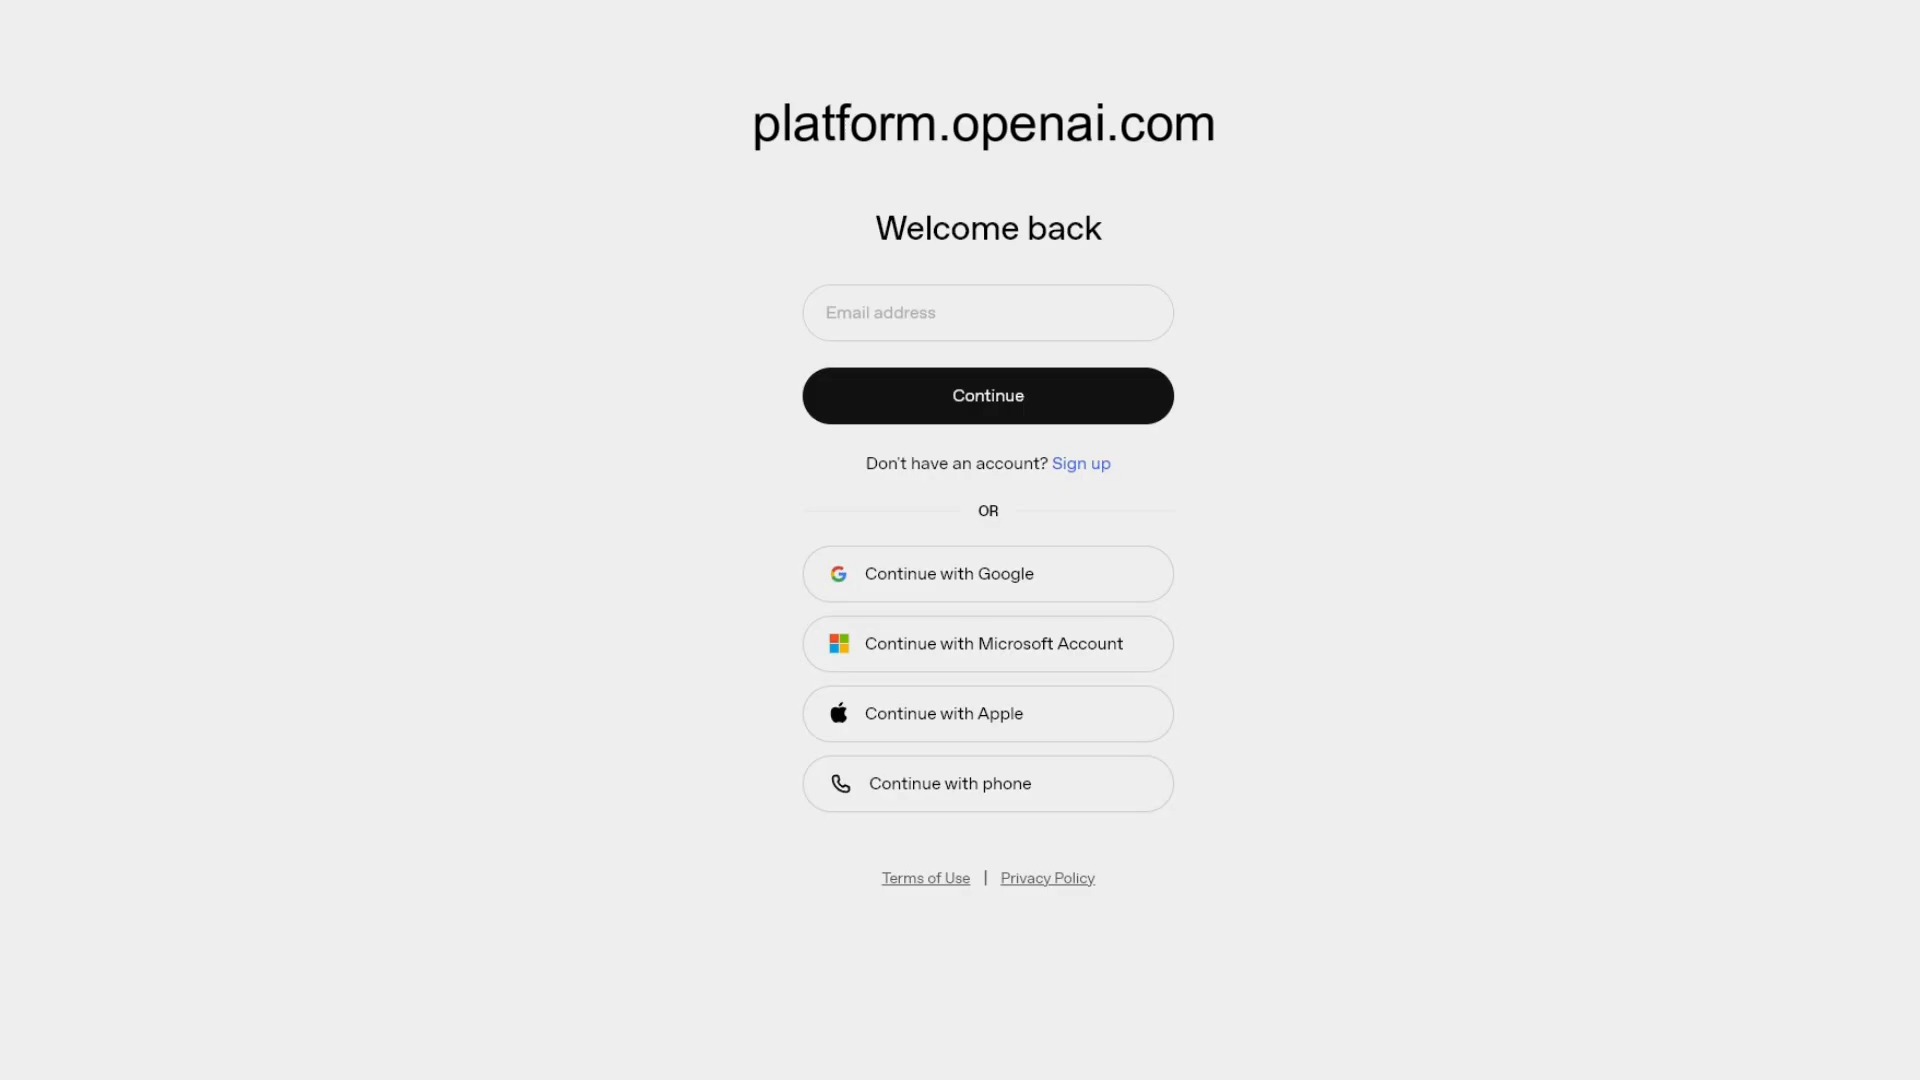 platform.openai.com
Welcome back
Email address
Continue
Don't have an account? Sign up
OR
Continue with Google
Continue with Microsoft Account
Continue with Apple
Continue with phone
Terms of Use | Privacy Policy